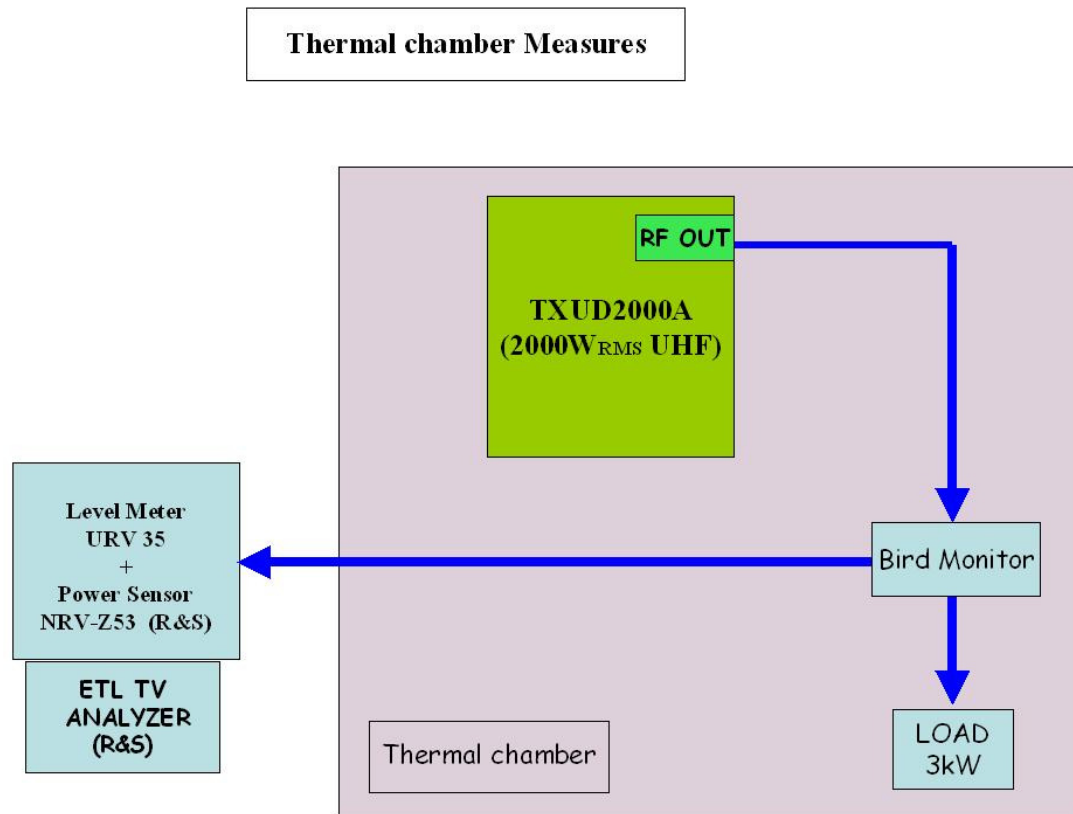 Thermal chamber Measures
RF OUT
TXUD2000A
(2000WRMS UHF)
Level Meter
URV 35
+
Power Sensor
NRV-Z53 (R&S)
Bird Monitor
ETL TV
ANALYZER
(R&S)
LOAD
3kW
Thermal chamber